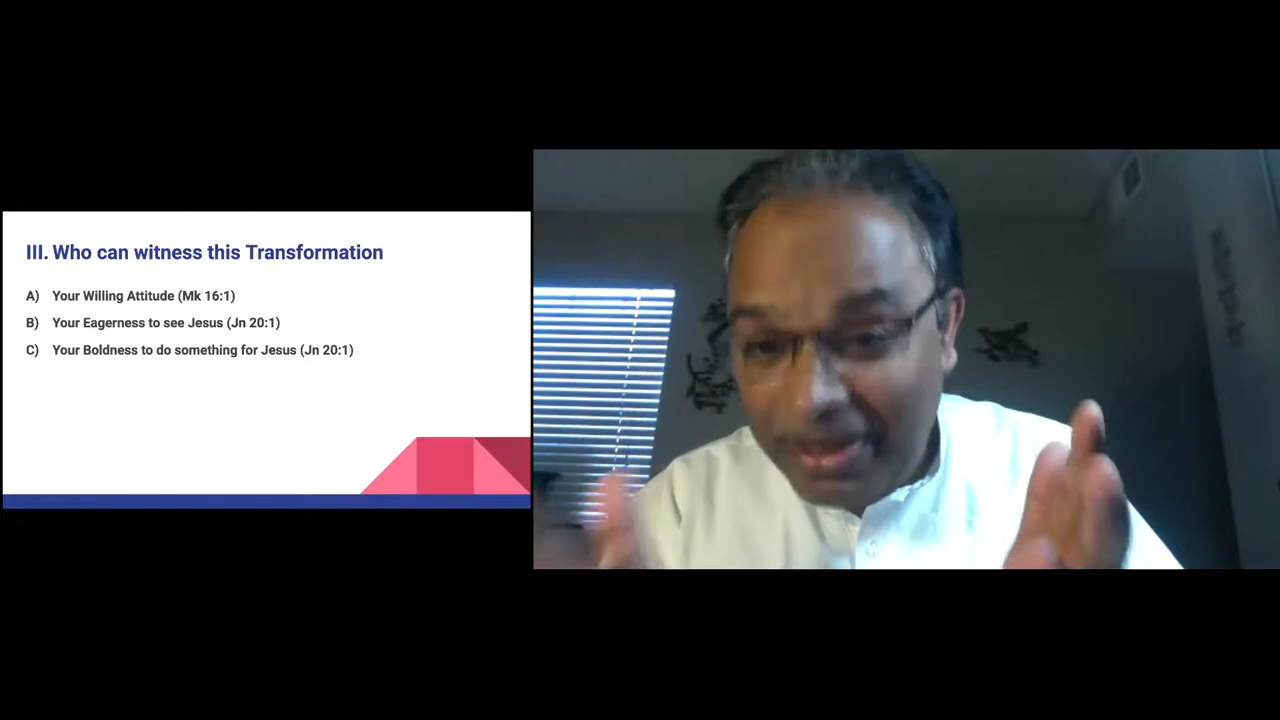 III. Who can witness this Transformation
A) Your Willing Attitude (Mk 16:1)
B) Your Eagerness to see Jesus (Jn 20:1)
C) Your Boldness to do something for Jesus (Jn 20:1)